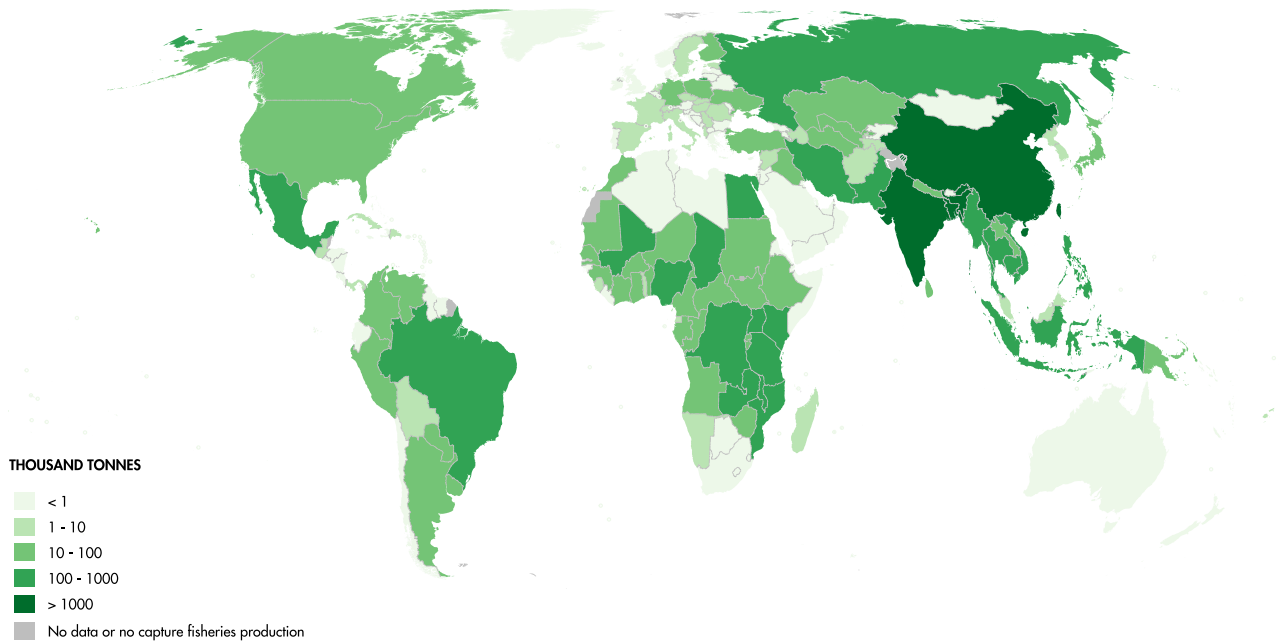 THOUSAND TONNES
< 1
1 - 10
10 - 100
100 - 1000
> 1000
No data or no capture fisheries production